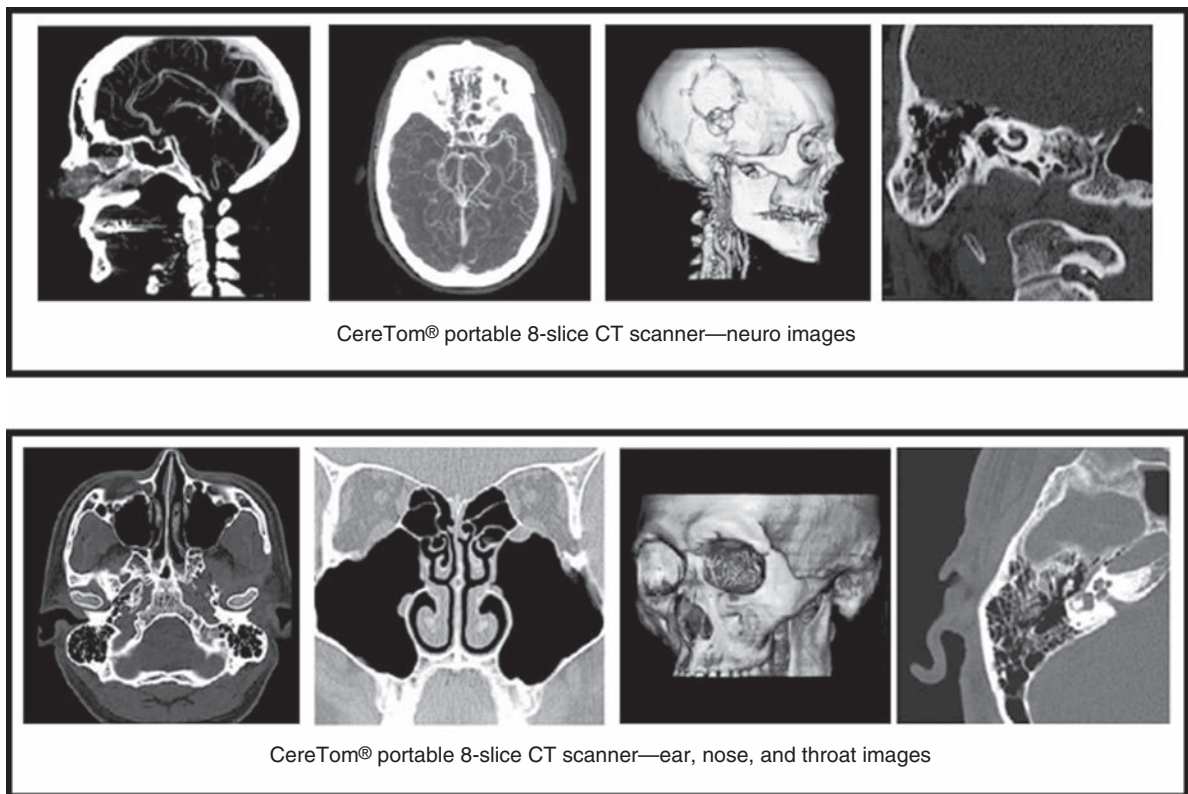 CereTom® portable 8-slice CT scanner—neuro images
CereTom® portable 8-slice CT scanner—ear, nose, and throat images